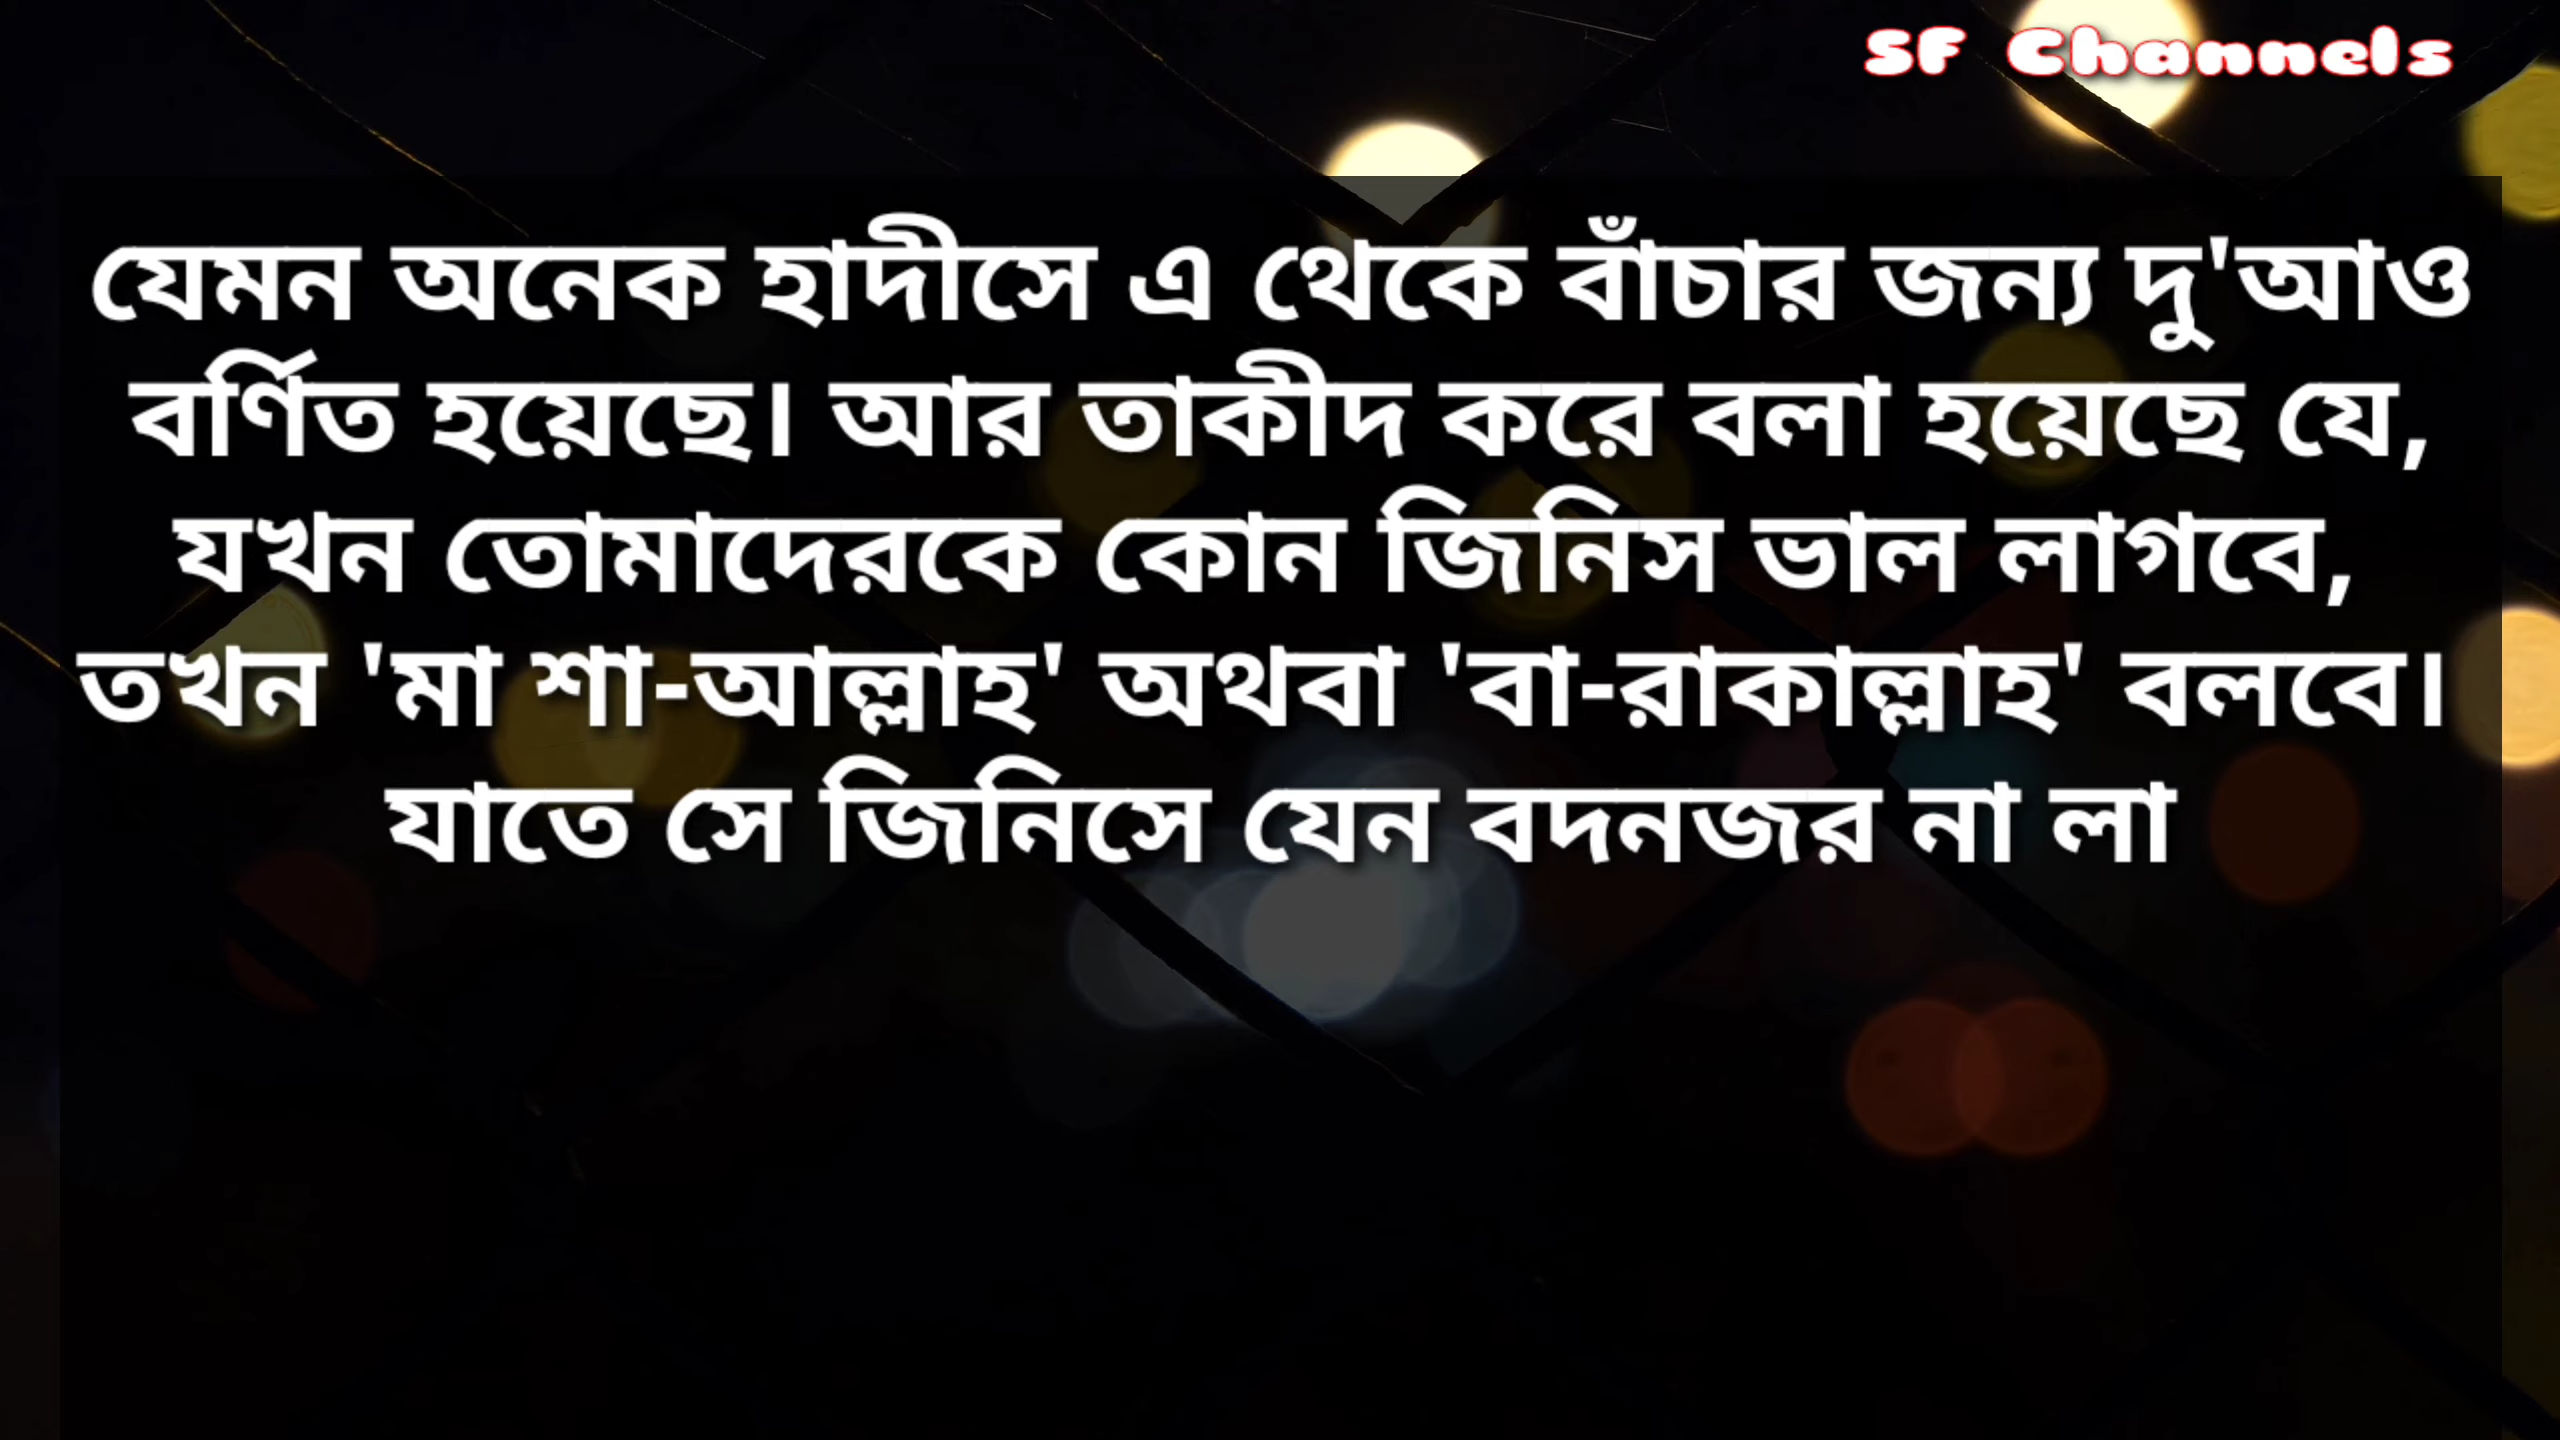 SF Channels
যেমন অনেক হাদীসে এ থেকে বাঁচার জন্য দু'আও
বর্ণিত হয়েছে। আর তাকীদ করে বলা হয়েছে যে,
যখন তোমাদেরকে কোন জিনিস ভাল লাগবে,
তখন 'মা শা-আল্লাহ' অথবা 'বা-রাকাল্লাহ' বলবে।
যাতে সে জিনিসে যেন বদনজর না লা